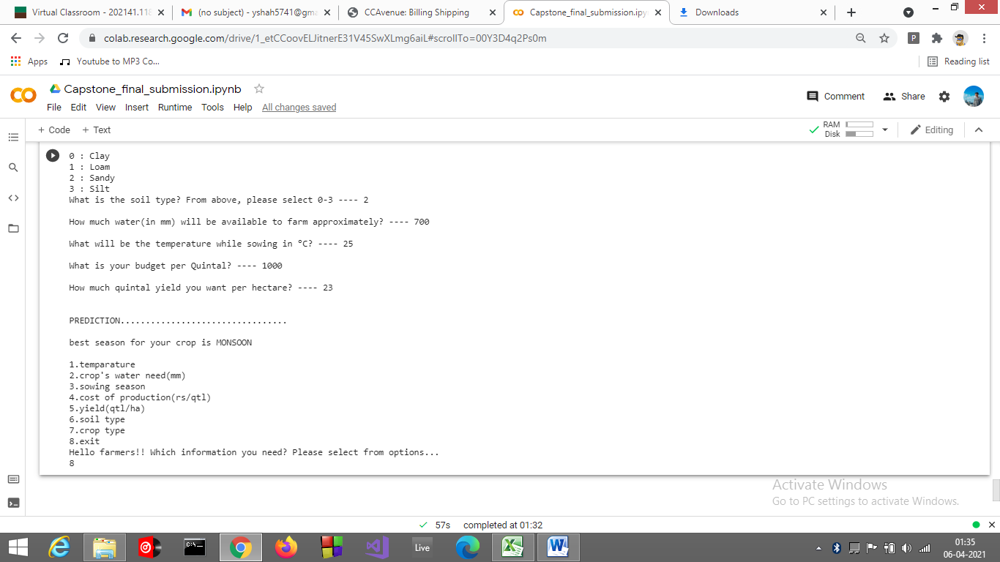 Virtual Classroom - 202141.118
(no subject) - yshah5741@gma
CCAvenue: Billing Shipping
Capstone_final_submission.ipyn
Downloads
colab.research.google.com/drive/1_etCCoovELJitnerE31V45SwXLmg6aiL#scrollTo=00Y3D4q2Ps0m
P
Apps
Youtube to MP3 Co...
Reading list
Capstone_final_submission.ipynb
Comment
Share
File Edit View Insert Runtime Tools Help All changes saved
+ Code + Text
RAM
Disk
Editing
0 : Clay
1 : Loam
2 : Sandy
3 : Silt
What is the soil type? From above, please select 0-3 ---- 2
How much water(in mm) will be available to farm approximately? ---- 700
What will be the temperature while sowing in °C? ---- 25
What is your budget per Quintal? ---- 1000
How much quintal yield you want per hectare? ---- 23
PREDICTION.................................
best season for your crop is MONSOON
1.temparature
2.crop's water need(mm)
3.sowing season
4.cost of production(rs/qtl)
5.yield(qtl/ha)
6.soil type
7.crop type
8.exit
Hello farmers!! Which information you need? Please select from options...
8
Activate Windows
Go to PC settings to activate Windows.
57s completed at 01:32
Live
01:35
06-04-2021